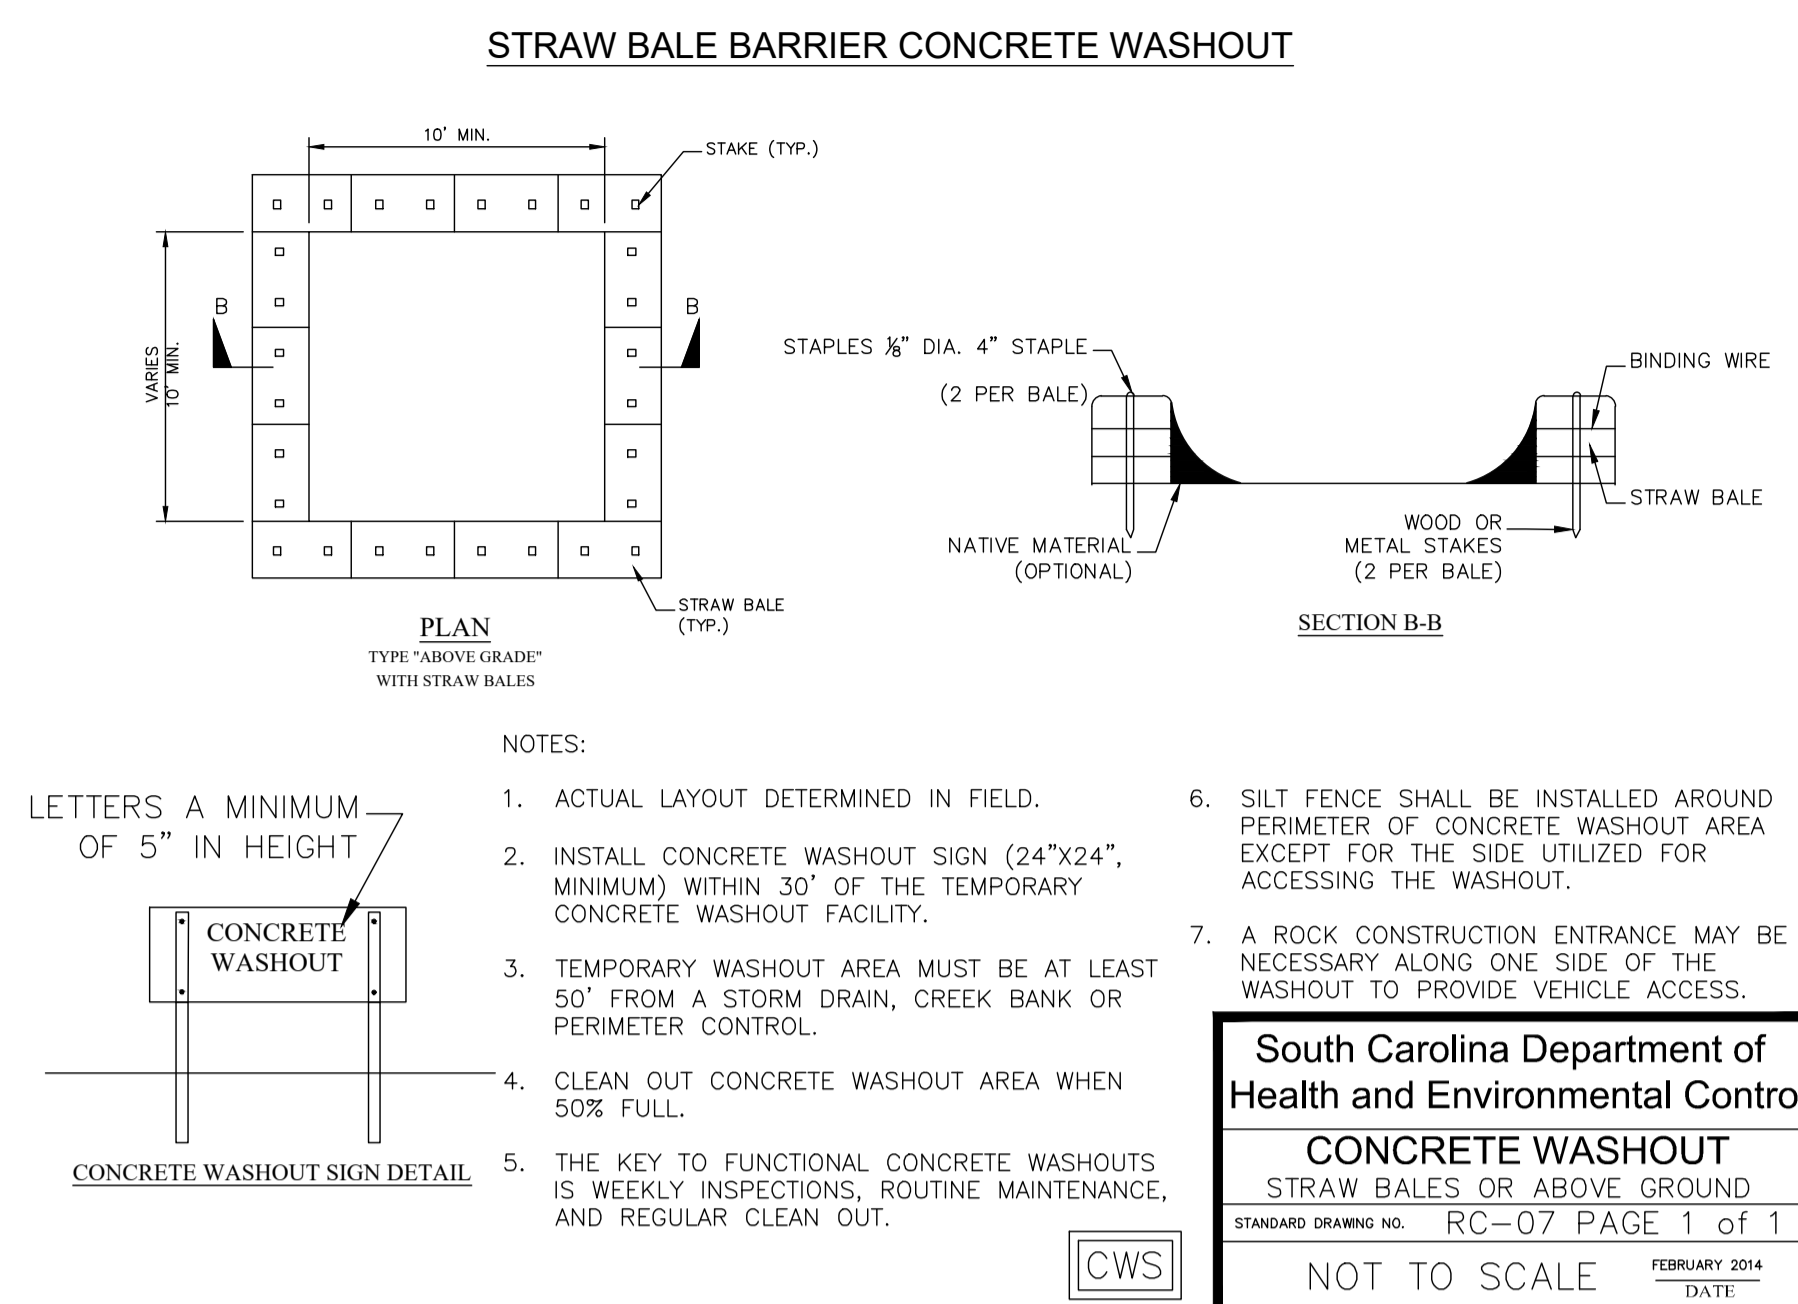 STRAW BALE BARRIER CONCRETE WASHOUT
10' MIN.
STAKE (TYP.)
B
B
VARIES
10' MIN.
STRAW BALE
(TYP.)
PLAN
TYPE "ABOVE GRADE"
WITH STRAW BALES
STAPLES ⅛" DIA. 4" STAPLE
(2 PER BALE)
BINDING WIRE
STRAW BALE
NATIVE MATERIAL
(OPTIONAL)
WOOD OR
METAL STAKES
(2 PER BALE)
SECTION B-B
LETTERS A MINIMUM
OF 5" IN HEIGHT
CONCRETE
WASHOUT
CONCRETE WASHOUT SIGN DETAIL
NOTES:
1. ACTUAL LAYOUT DETERMINED IN FIELD.
2. INSTALL CONCRETE WASHOUT SIGN (24"X24",
MINIMUM) WITHIN 30' OF THE TEMPORARY
CONCRETE WASHOUT FACILITY.
3. TEMPORARY WASHOUT AREA MUST BE AT LEAST
50' FROM A STORM DRAIN, CREEK BANK OR
PERIMETER CONTROL.
4. CLEAN OUT CONCRETE WASHOUT AREA WHEN
50% FULL.
5. THE KEY TO FUNCTIONAL CONCRETE WASHOUTS
IS WEEKLY INSPECTIONS, ROUTINE MAINTENANCE,
AND REGULAR CLEAN OUT.
6. SILT FENCE SHALL BE INSTALLED AROUND
PERIMETER OF CONCRETE WASHOUT AREA
EXCEPT FOR THE SIDE UTILIZED FOR
ACCESSING THE WASHOUT.
7. A ROCK CONSTRUCTION ENTRANCE MAY BE
NECESSARY ALONG ONE SIDE OF THE
WASHOUT TO PROVIDE VEHICLE ACCESS.
CWS
South Carolina Department of
Health and Environmental Contro
CONCRETE WASHOUT
STRAW BALES OR ABOVE GROUND
STANDARD DRAWING NO. RC-07 PAGE 1 of 1
NOT TO SCALE
FEBRUARY 2014
DATE